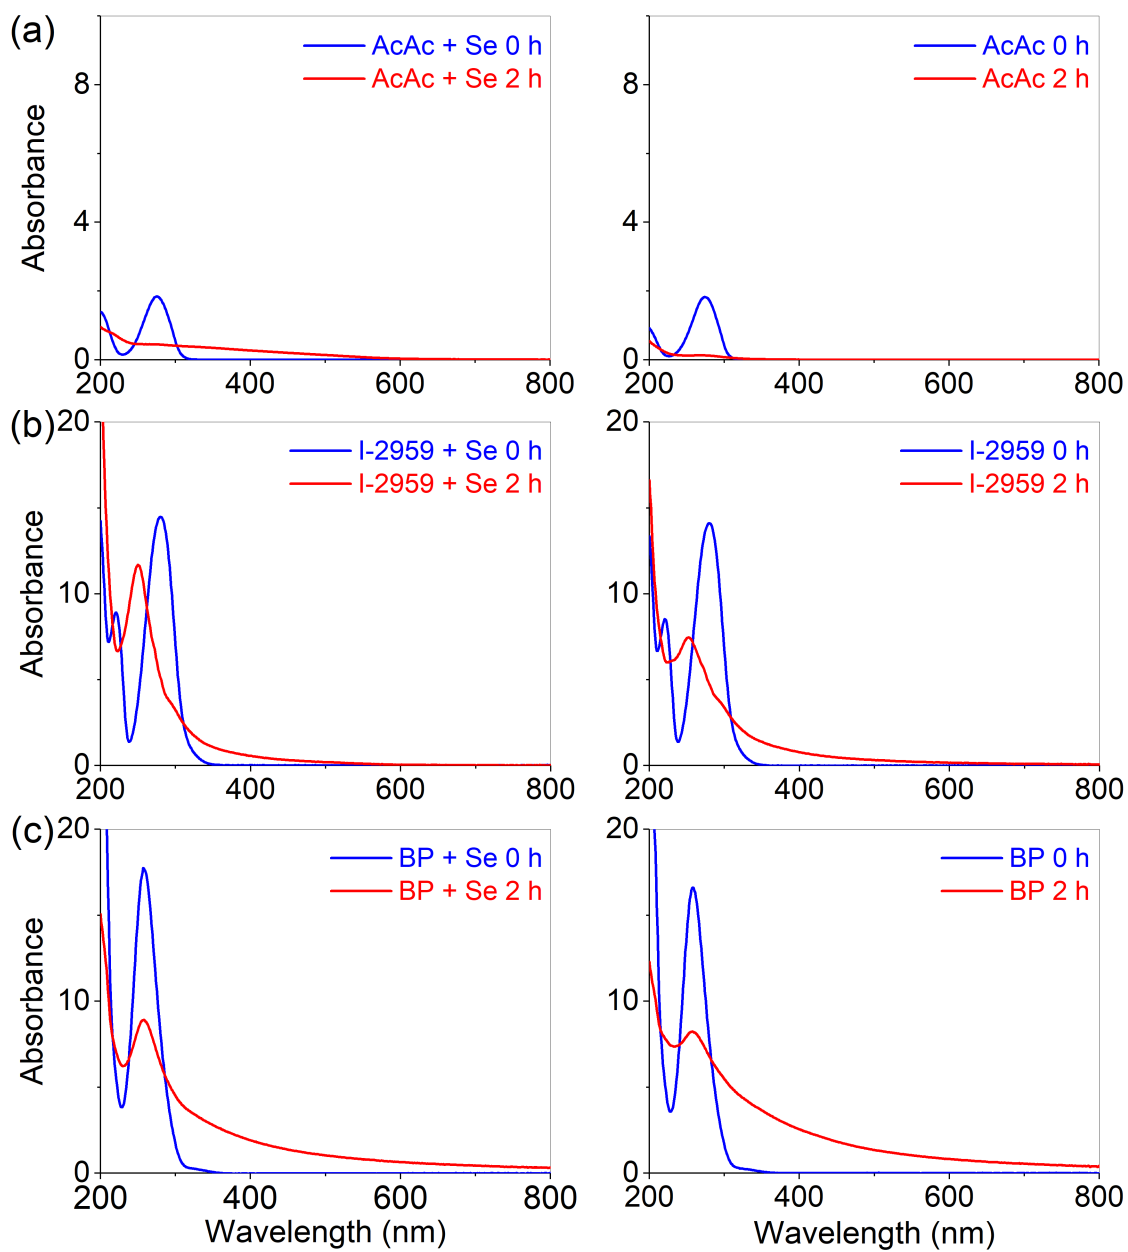 (a)
AcAc + Se 0 h
AcAc + Se 2 h
Absorbance
8
4
0
200 400 600 800
AcAc 0 h
AcAc 2 h
8
4
0
200 400 600 800
(b)
I-2959 + Se 0 h
I-2959 + Se 2 h
Absorbance
20
10
0
200 400 600 800
I-2959 0 h
I-2959 2 h
20
10
0
200 400 600 800
(c)
BP + Se 0 h
BP + Se 2 h
Absorbance
20
10
0
200 400 600 800
Wavelength (nm)
BP 0 h
BP 2 h
20
10
0
200 400 600 800
Wavelength (nm)